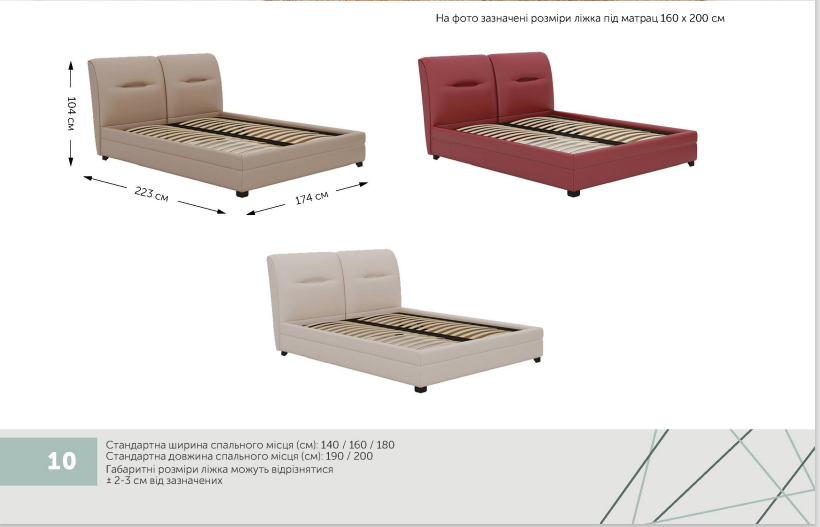 На фото зазначені розміри ліжка під матрац 160 x 200 см
104 см
223 см
174 см
10
Стандартна ширина спального місця (см): 140 / 160 / 180
Стандартна довжина спального місця (см): 190 / 200
Габаритні розміри ліжка можуть відрізнятися
± 2-3 см від зазначених